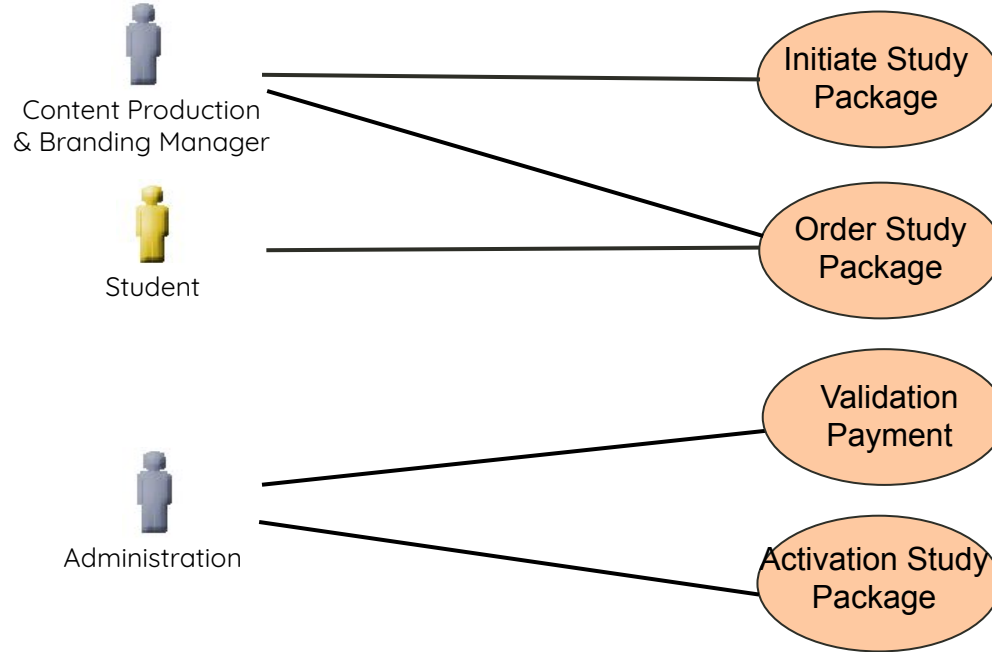 Content Production
& Branding Manager
Initiate Study
Package
Student
Order Study
Package
Validation
Payment
Administration
Activation Study
Package